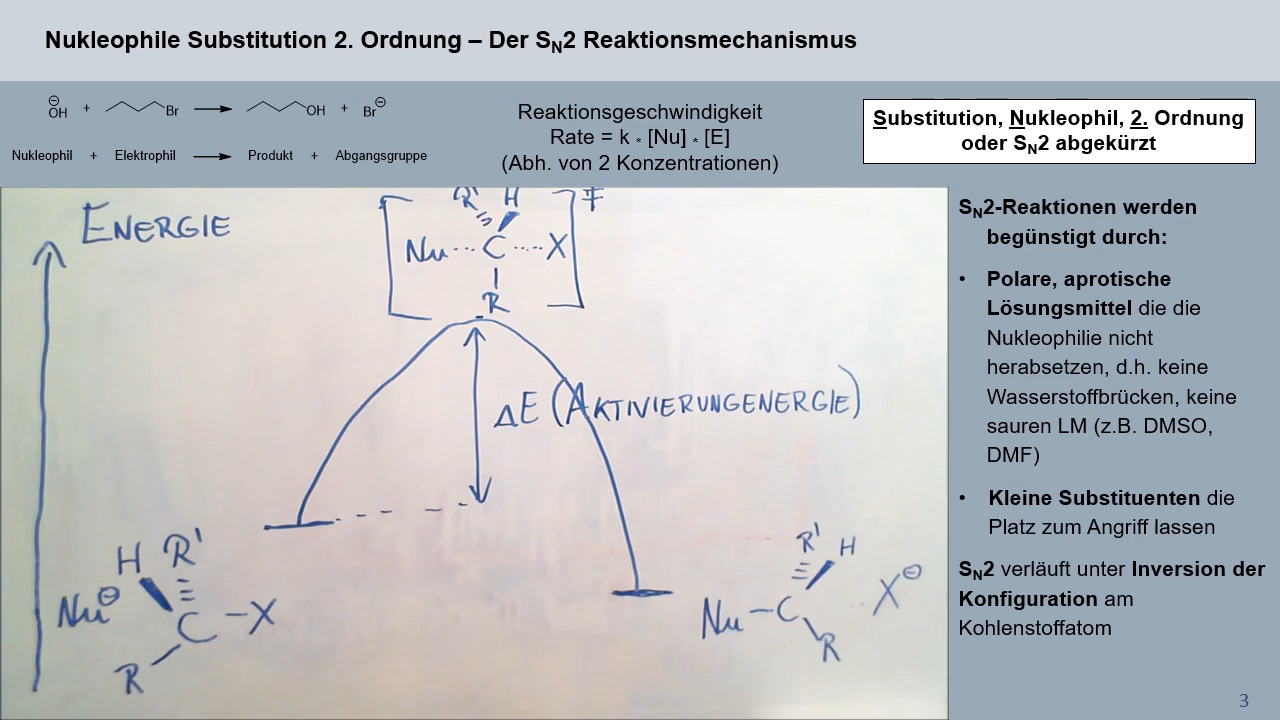 Nukleophile Substitution 2. Ordnung – Der SN2 Reaktionsmechanismus
⊖
OH + Br → OH + Br⊖
Nukleophil + Elektrophil → Produkt + Abgangsgruppe
Reaktionsgeschwindigkeit
Rate = k * [Nu] * [E]
(Abh. von 2 Konzentrationen)
Substitution, Nukleophil, 2. Ordnung
oder SN2 abgekürzt
ENERGIE
R' H ‡
Nu C X
R
ΔE (AKTIVIERUNGENERGIE)
H R'
Nu⊖
C – X
R
R' H
Nu – C X⊖
R
SN2-Reaktionen werden
begünstigt durch:
• Polare, aprotische
Lösungsmittel die die
Nukleophilie nicht
herabsetzen, d.h. keine
Wasserstoffbrücken, keine
sauren LM (z.B. DMSO,
DMF)
• Kleine Substituenten die
Platz zum Angriff lassen
SN2 verläuft unter Inversion der
Konfiguration am
Kohlenstoffatom
3